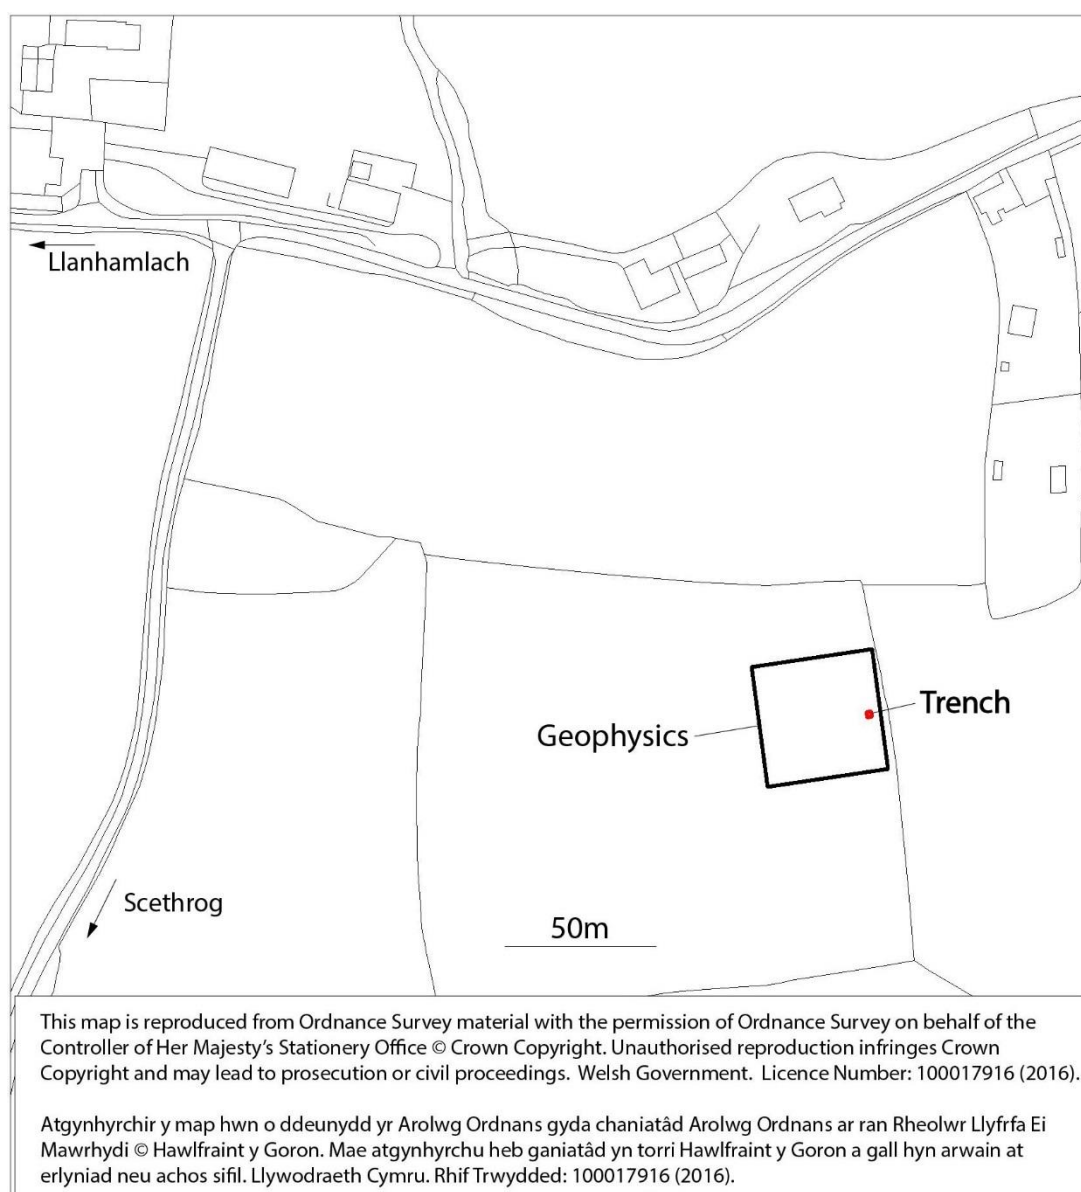 Llanhamlach
Trench
Geophysics
Scethrog
50m
This map is reproduced from Ordnance Survey material with the permission of Ordnance Survey on behalf of the
Controller of Her Majesty's Stationery Office © Crown Copyright. Unauthorised reproduction infringes Crown
Copyright and may lead to prosecution or civil proceedings. Welsh Government. Licence Number: 100017916 (2016).
Atgynhyrchir y map hwn o ddeunydd yr Arolwg Ordnans gyda chaniatâd Arolwg Ordnans ar ran Rheolwr Llyfrfa Ei
Mawrhydi © Hawlfraint y Goron. Mae atgynhyrchu heb ganiatâd yn torri Hawlfraint y Goron a gall hyn arwain at
erlyniad neu achos sifil. Llywodraeth Cymru. Rhif Trwydded: 100017916 (2016).